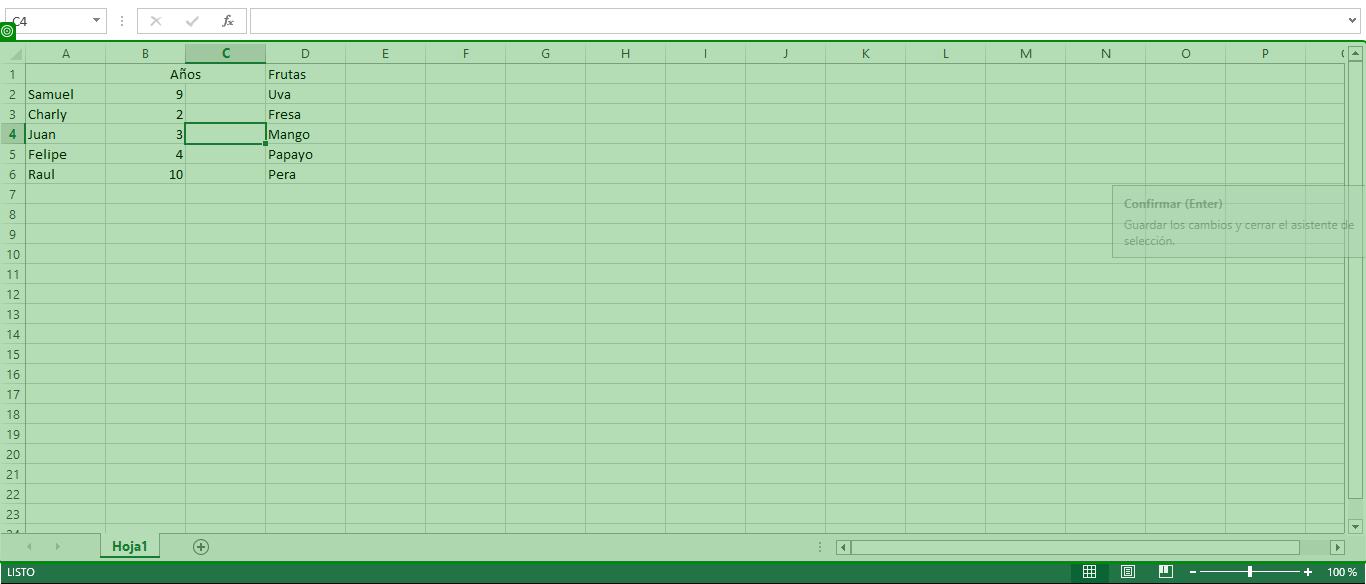 C4 fx
A B C D E F G H I J K L M N O P
1 Años Frutas
2 Samuel 9 Uva
3 Charly 2 Fresa
4 Juan 3 Mango
5 Felipe 4 Papayo
6 Raul 10 Pera
7
Confirmar (Enter)
8
Guardar los cambios y cerrar el asistente de
9
selección.
10
11
12
13
14
15
16
17
18
19
20
21
22
23
Hoja1
LISTO 100 %